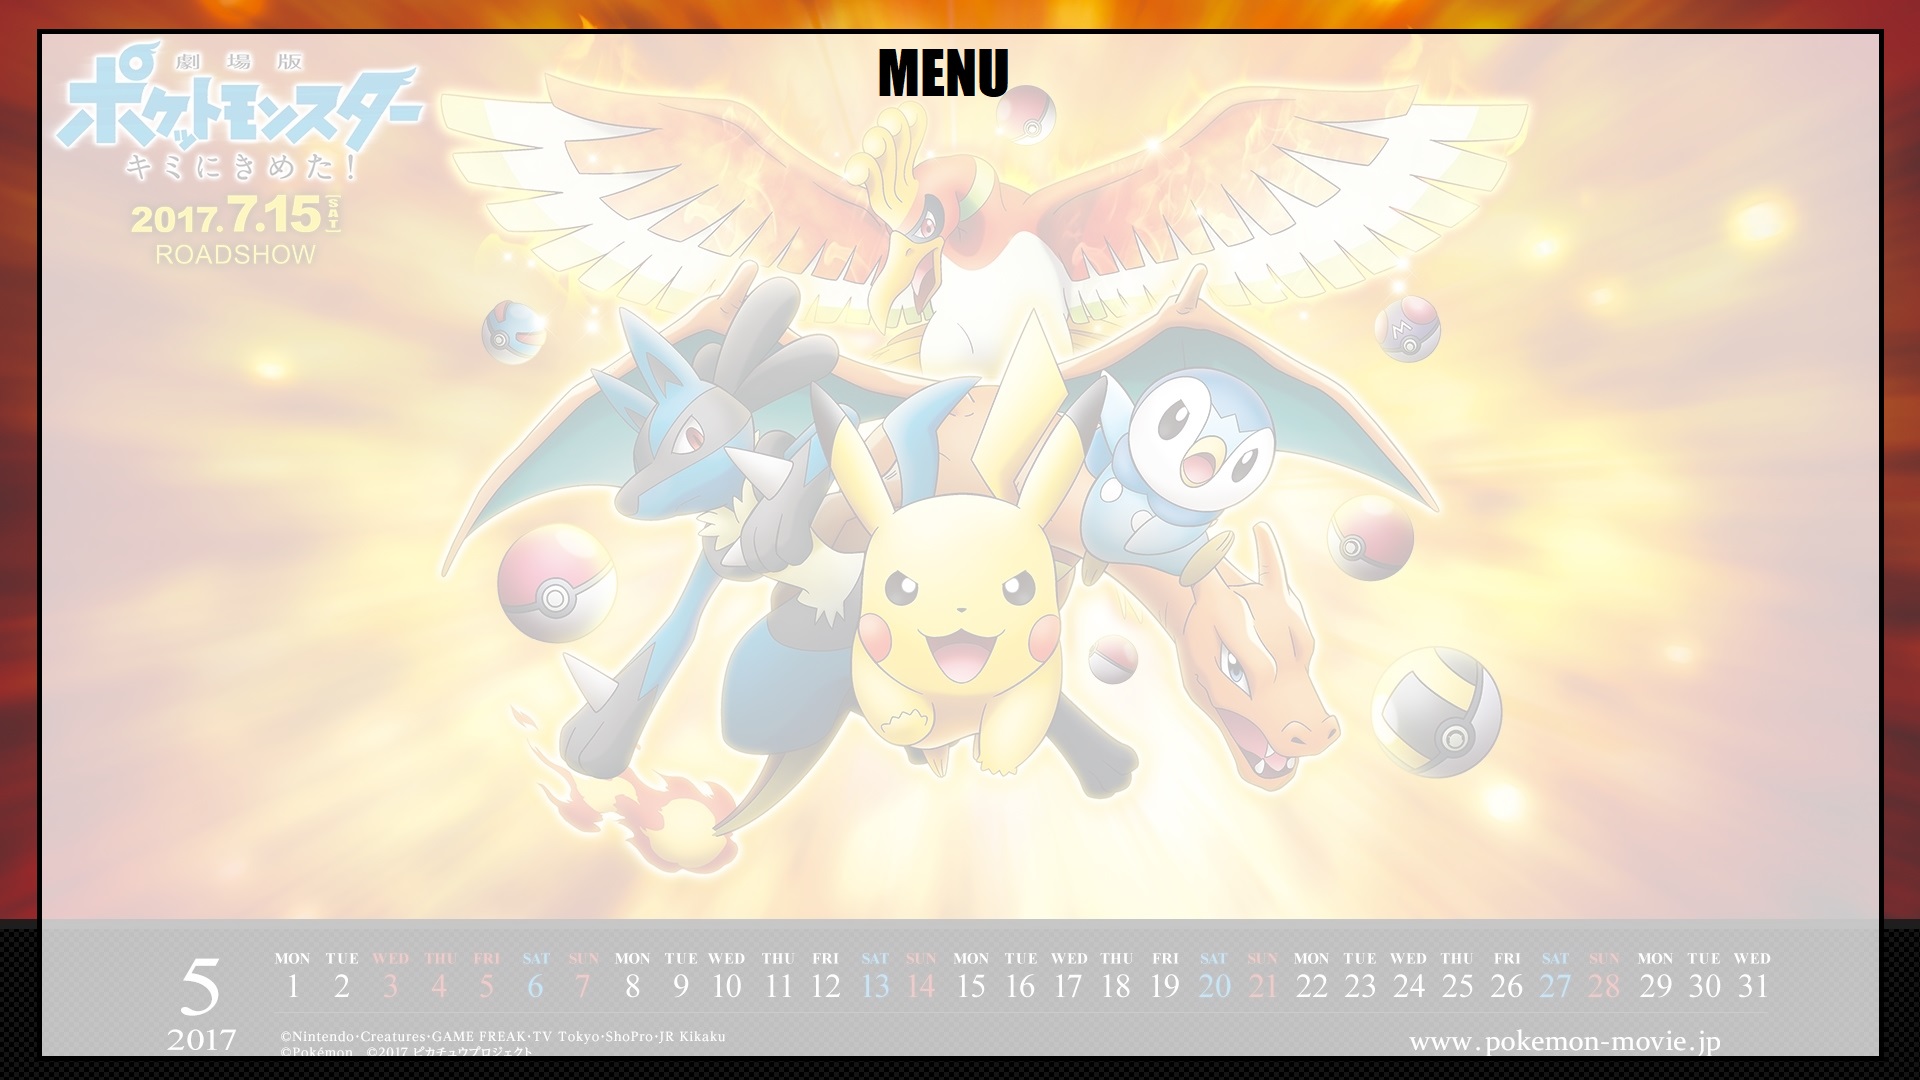 MENU
劇場版
ポケットモンスター
キミにきめた!
2017.7.15 SAT
ROADSHOW
M
MON TUE WED THU FRI SAT SUN MON TUE WED THU FRI SAT SUN MON TUE WED THU FRI SAT SUN MON TUE WED THU FRI SAT SUN MON TUE WED
5 1 2 3 4 5 6 7 8 9 10 11 12 13 14 15 16 17 18 19 20 21 22 23 24 25 26 27 28 29 30 31
2017
©Nintendo·Creatures·GAME FREAK·TV Tokyo·ShoPro·JR Kikaku
©Pokémon ©2017 ピカチュウプロジェクト
www.pokemon-movie.jp